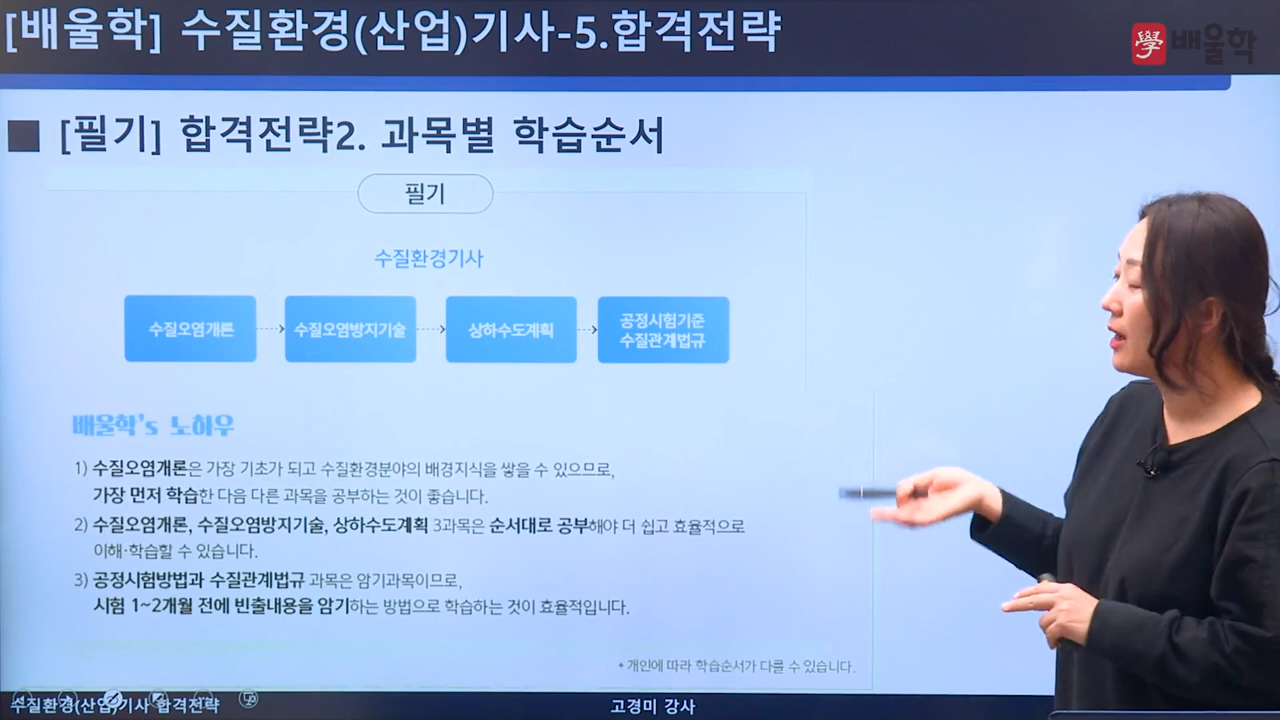 [배울학] 수질환경(산업)기사-5.합격전략
學 배울학
■ [필기] 합격전략2. 과목별 학습순서
필기
수질환경기사
수질오염개론
수질오염방지기술
상하수도계획
공정시험기준
수질관계법규
배울학's 노하우
1) 수질오염개론은 가장 기초가 되고 수질환경분야의 배경지식을 쌓을 수 있으므로,
가장 먼저 학습한 다음 다른 과목을 공부하는 것이 좋습니다.
2) 수질오염개론, 수질오염방지기술, 상하수도계획 3과목은 순서대로 공부해야 더 쉽고 효율적으로
이해·학습할 수 있습니다.
3) 공정시험방법과 수질관계법규 과목은 암기과목이므로,
시험 1~2개월 전에 빈출내용을 암기하는 방법으로 학습하는 것이 효율적입니다.
* 개인에 따라 학습순서가 다를 수 있습니다.
수질환경(산업)기사 합격전략
고경미 강사